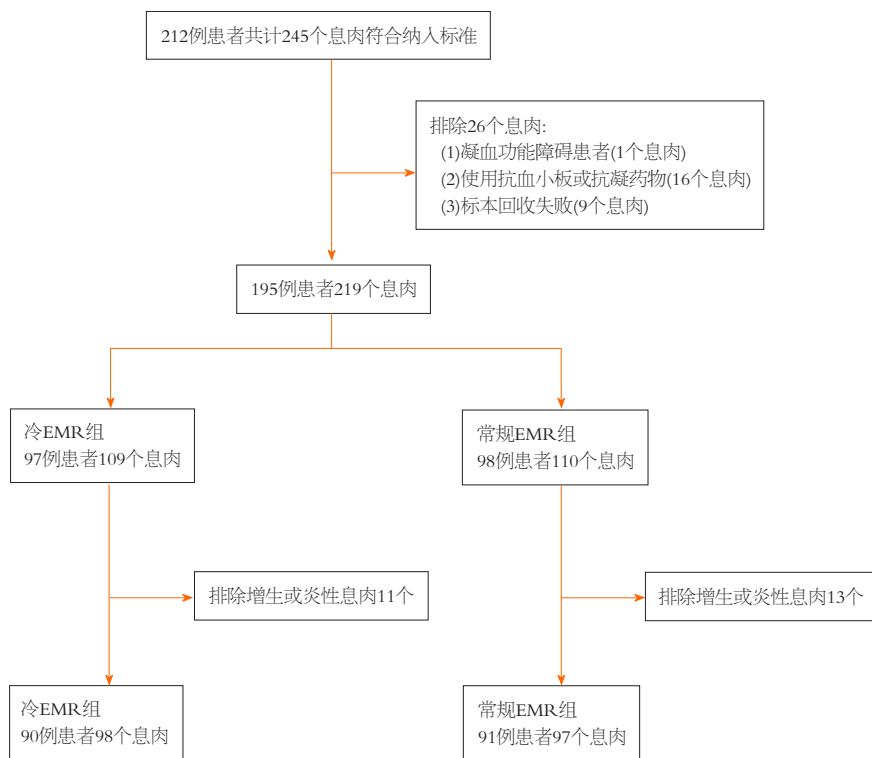 212例患者共计245个息肉符合纳入标准
排除26个息肉:
(1)凝血功能障碍患者(1个息肉)
(2)使用抗血小板或抗凝药物(16个息肉)
(3)标本回收失败(9个息肉)
195例患者219个息肉
冷EMR组
97例患者109个息肉
常规EMR组
98例患者110个息肉
排除增生或炎性息肉11个
排除增生或炎性息肉13个
冷EMR组
90例患者98个息肉
常规EMR组
91例患者97个息肉